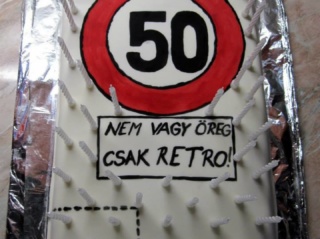 50
NEM VAGY ÖREG
CSAK RETRO!